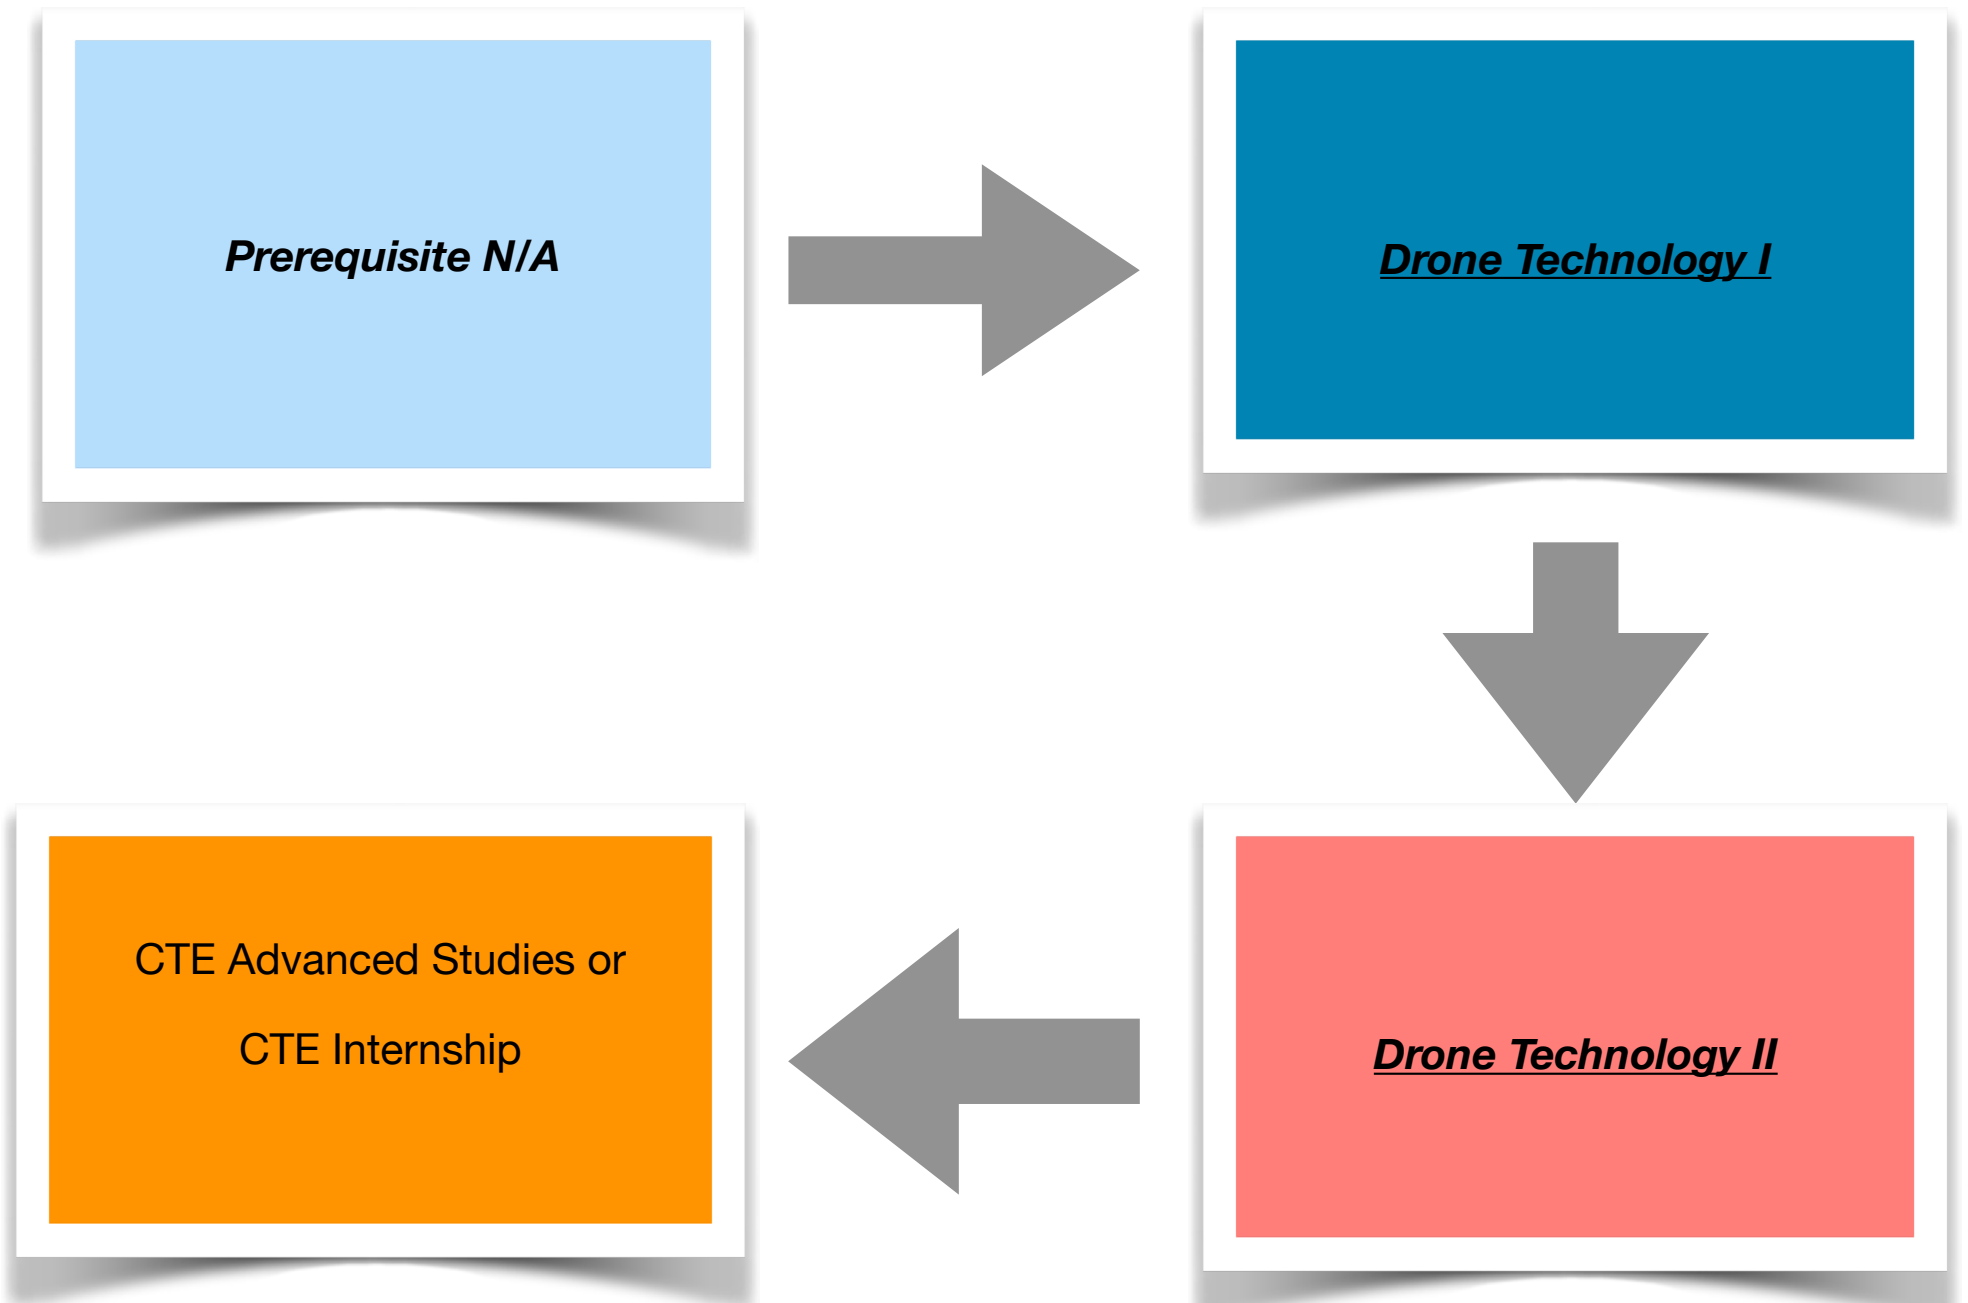 Prerequisite N/A
Drone Technology I
Drone Technology II
CTE Advanced Studies or
CTE Internship